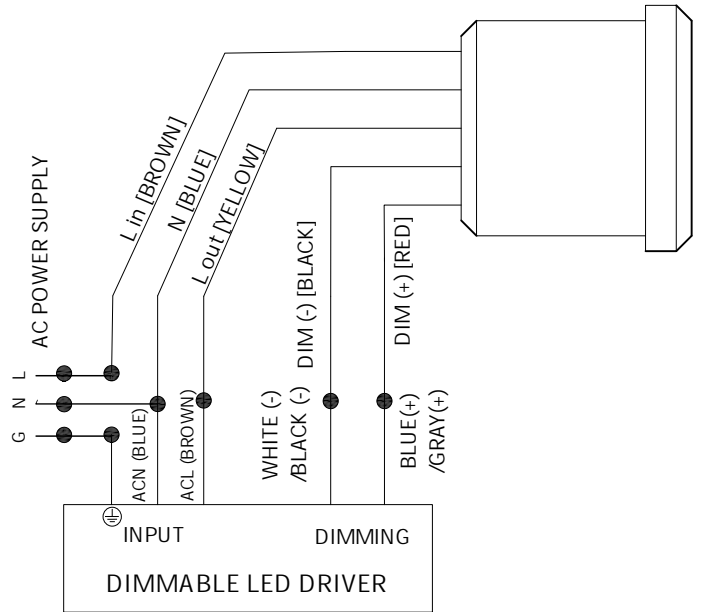 L in [BROWN]
N [BLUE]
L out [YELLOW]
DIM (-) [BLACK]
DIM (+) [RED]
AC POWER SUPPLY
L
N
G
ACN (BLUE)
ACL (BROWN)
WHITE (-)
/BLACK (-)
BLUE(+)
/GRAY(+)
INPUT
DIMMING
DIMMABLE LED DRIVER